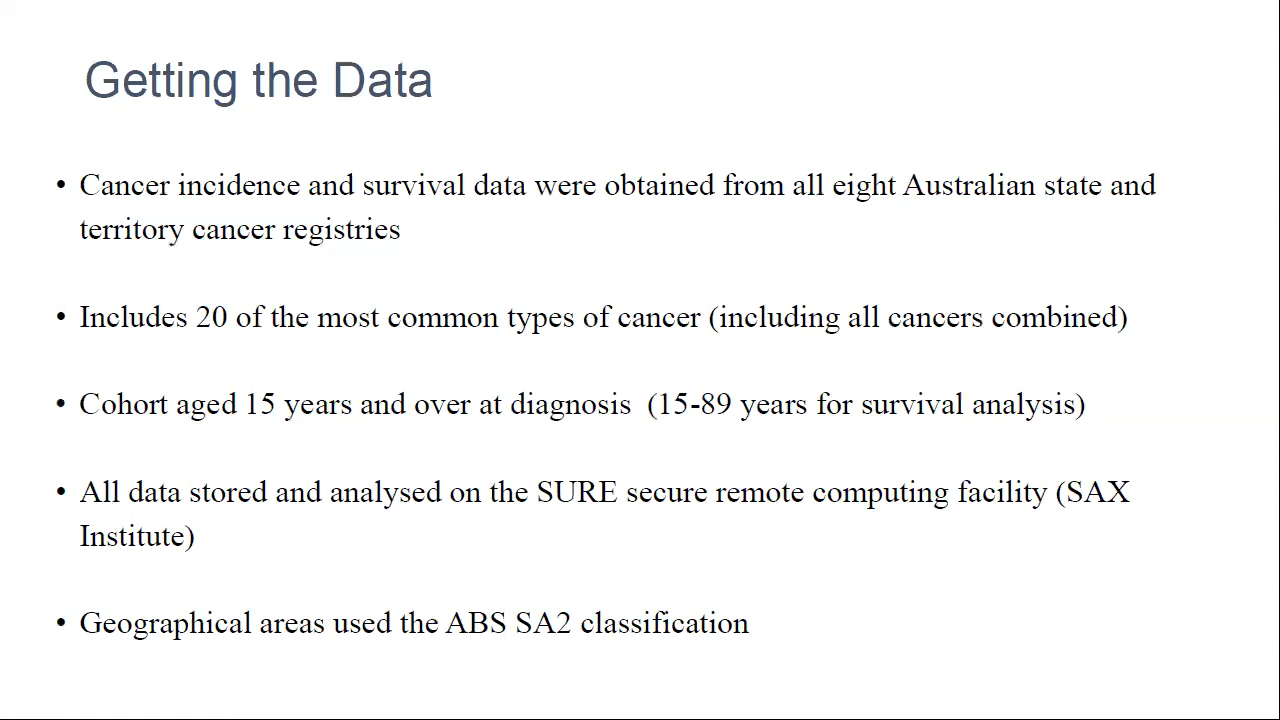 Getting the Data
• Cancer incidence and survival data were obtained from all eight Australian state and
territory cancer registries
• Includes 20 of the most common types of cancer (including all cancers combined)
• Cohort aged 15 years and over at diagnosis  (15-89 years for survival analysis)
• All data stored and analysed on the SURE secure remote computing facility (SAX
Institute)
• Geographical areas used the ABS SA2 classification